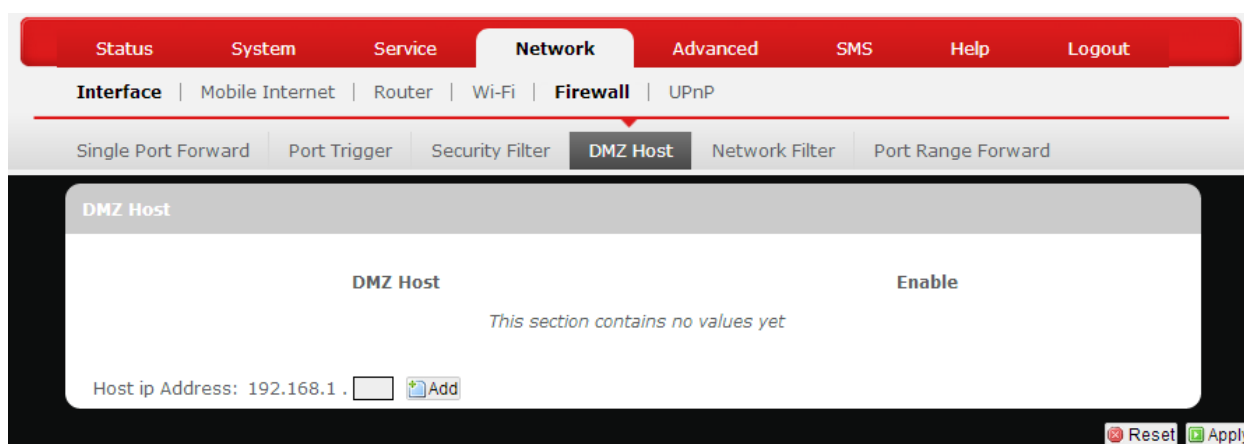 Status System Service Network Advanced SMS Help Logout
Interface | Mobile Internet | Router | Wi-Fi | Firewall | UPnP
Single Port Forward Port Trigger Security Filter DMZ Host Network Filter Port Range Forward
DMZ Host
DMZ Host Enable
This section contains no values yet
Host ip Address: 192.168.1 . Add
Reset Apply